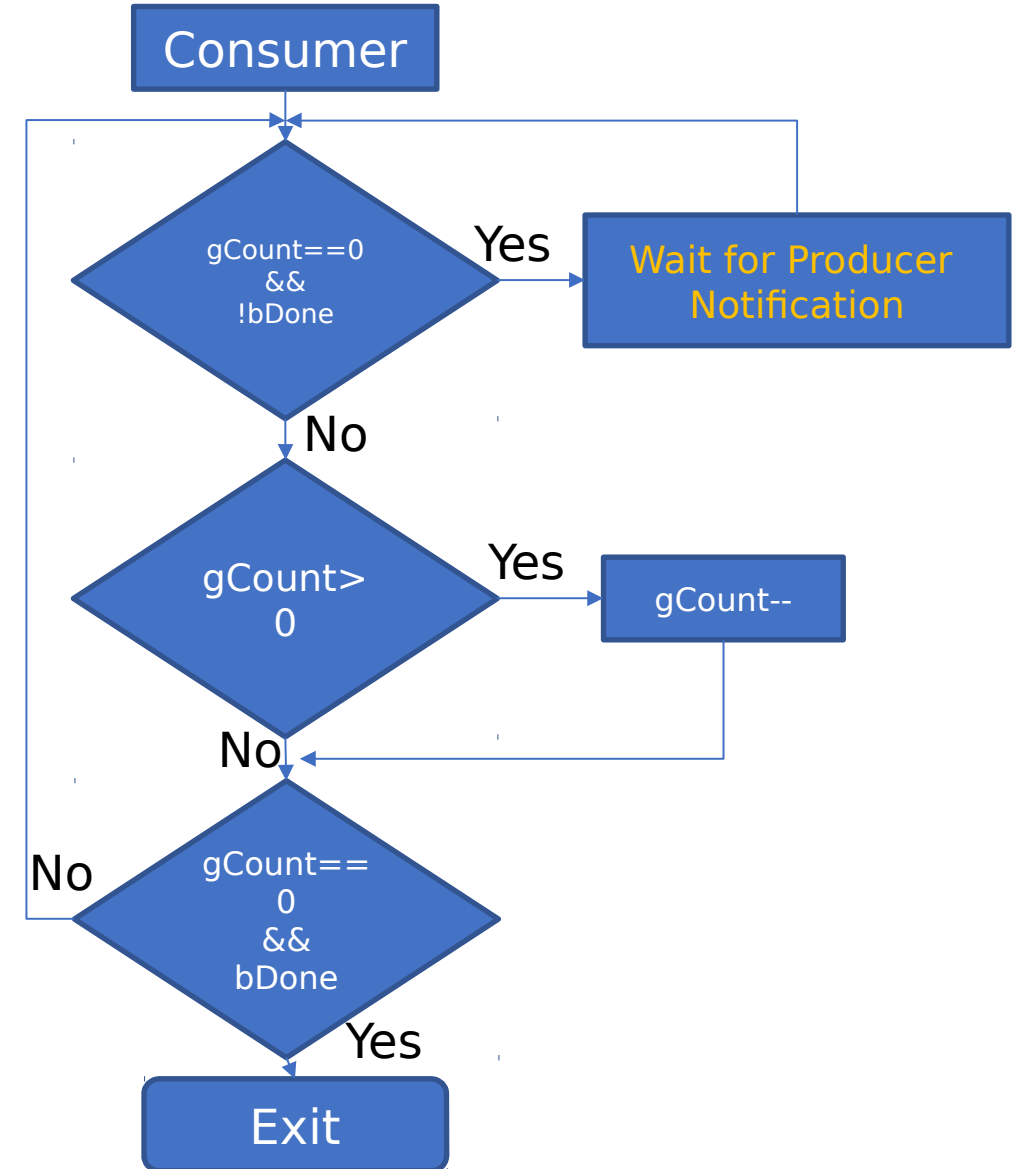 Consumer
gCount==0
&&
!bDone
Yes
Wait for Producer
Notification
No
gCount>
0
Yes
gCount--
No
gCount==
0
&&
bDone
No
Yes
Exit